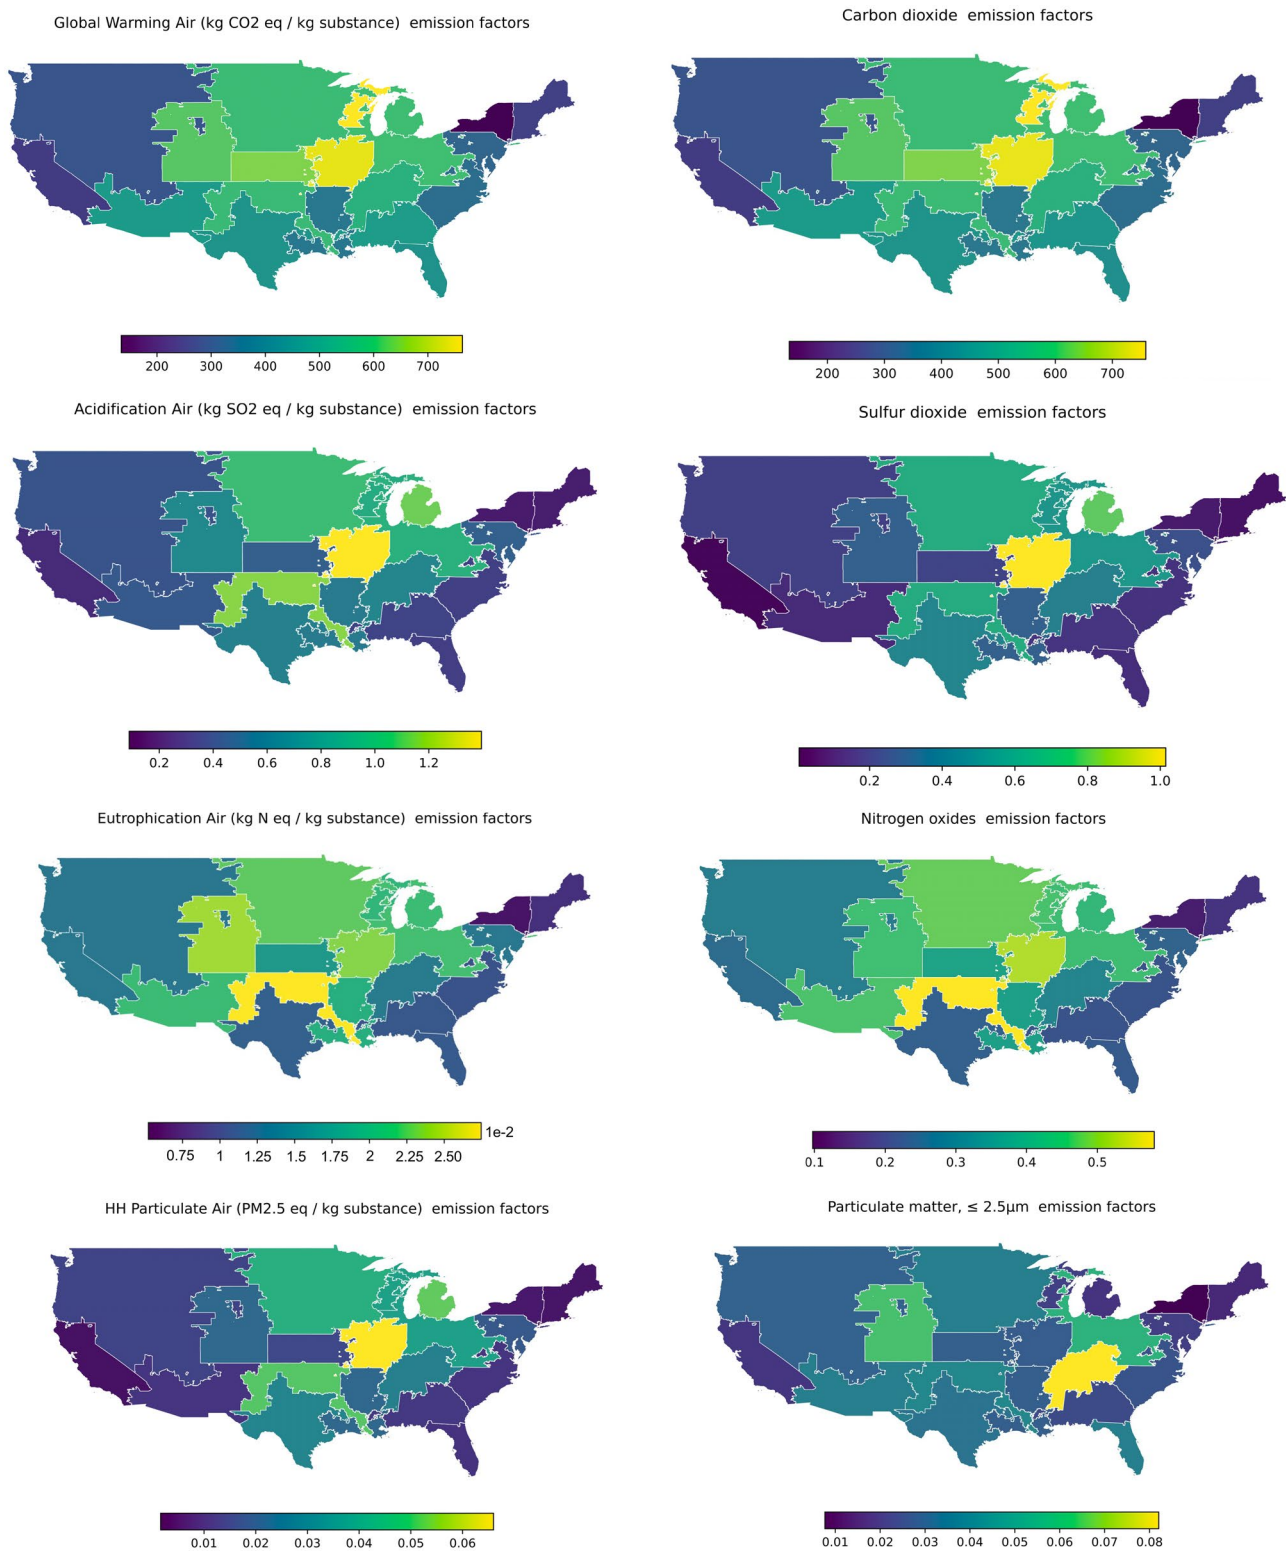 Global Warming Air (kg CO2 eq / kg substance)  emission factors
200 300 400 500 600 700
Carbon dioxide  emission factors
200 300 400 500 600 700
Acidification Air (kg SO2 eq / kg substance)  emission factors
0.2 0.4 0.6 0.8 1.0 1.2
Sulfur dioxide  emission factors
0.2 0.4 0.6 0.8 1.0
Eutrophication Air (kg N eq / kg substance)  emission factors
1e-2
0.75 1 1.25 1.5 1.75 2 2.25 2.50
Nitrogen oxides  emission factors
0.1 0.2 0.3 0.4 0.5
HH Particulate Air (PM2.5 eq / kg substance)  emission factors
0.01 0.02 0.03 0.04 0.05 0.06
Particulate matter, ≤ 2.5μm  emission factors
0.01 0.02 0.03 0.04 0.05 0.06 0.07 0.08